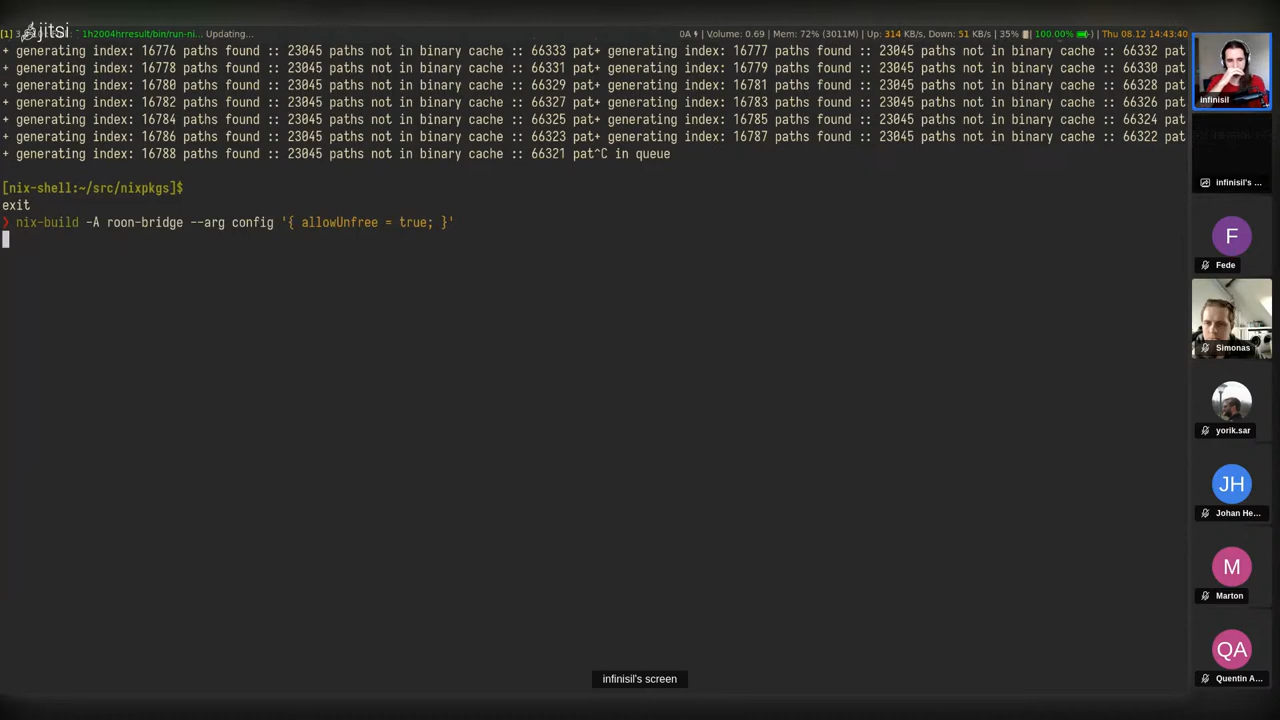 jitsi
[1] 1h2004hrresult/bin/run-ni... Updating... 0A | Volume: 0.69 | Mem: 72% (3011M) | Up: 314 KB/s, Down: 51 KB/s | 35% | 100.00% | Thu 08.12 14:43:40
+ generating index: 16776 paths found :: 23045 paths not in binary cache :: 66333 pat+ generating index: 16777 paths found :: 23045 paths not in binary cache :: 66332 pat
+ generating index: 16778 paths found :: 23045 paths not in binary cache :: 66331 pat+ generating index: 16779 paths found :: 23045 paths not in binary cache :: 66330 pat
+ generating index: 16780 paths found :: 23045 paths not in binary cache :: 66329 pat+ generating index: 16781 paths found :: 23045 paths not in binary cache :: 66328 pat
+ generating index: 16782 paths found :: 23045 paths not in binary cache :: 66327 pat+ generating index: 16783 paths found :: 23045 paths not in binary cache :: 66326 pat
+ generating index: 16784 paths found :: 23045 paths not in binary cache :: 66325 pat+ generating index: 16785 paths found :: 23045 paths not in binary cache :: 66324 pat
+ generating index: 16786 paths found :: 23045 paths not in binary cache :: 66323 pat+ generating index: 16787 paths found :: 23045 paths not in binary cache :: 66322 pat
+ generating index: 16788 paths found :: 23045 paths not in binary cache :: 66321 pat^C in queue
[nix-shell:~/src/nixpkgs]$
exit
❯ nix-build -A roon-bridge --arg config '{ allowUnfree = true; }'
infinisil
infinisil's ...
Fede
Simonas
yorik.sar
JH
Johan He...
M
Marton
QA
Quentin A...
infinisil's screen